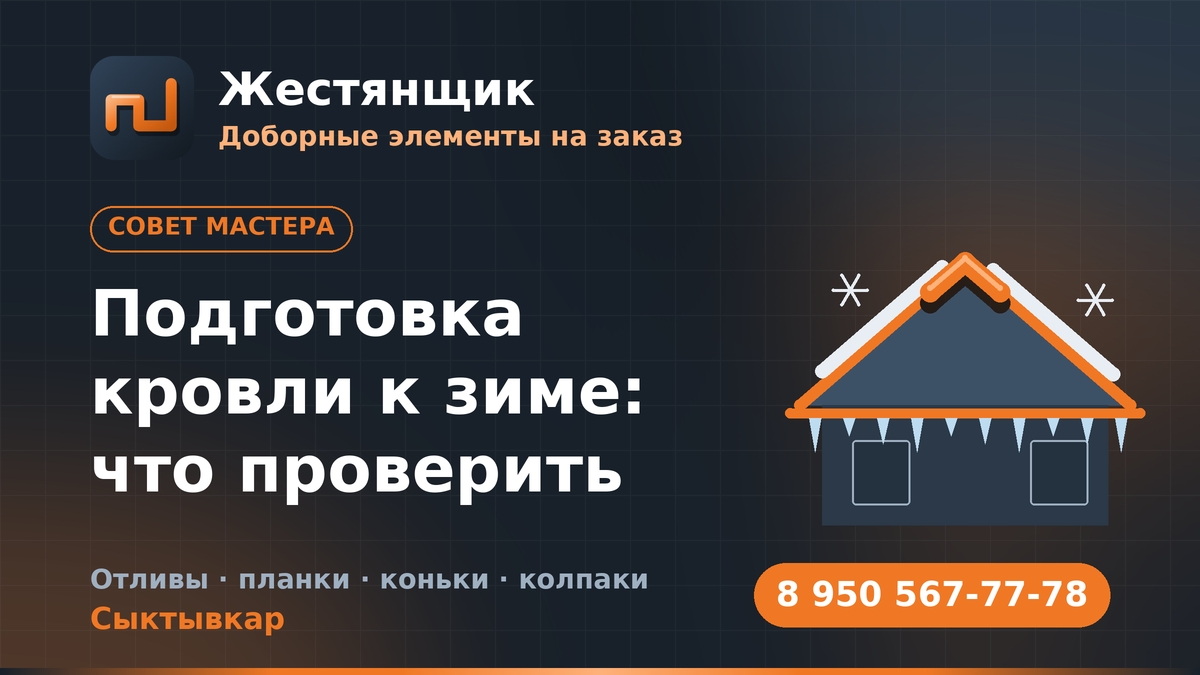 Жестянщик
Доборные элементы на заказ
СОВЕТ МАСТЕРА
Подготовка
кровли к зиме:
что проверить
Отливы · планки · коньки · колпаки
Сыктывкар
8 950 567-77-78